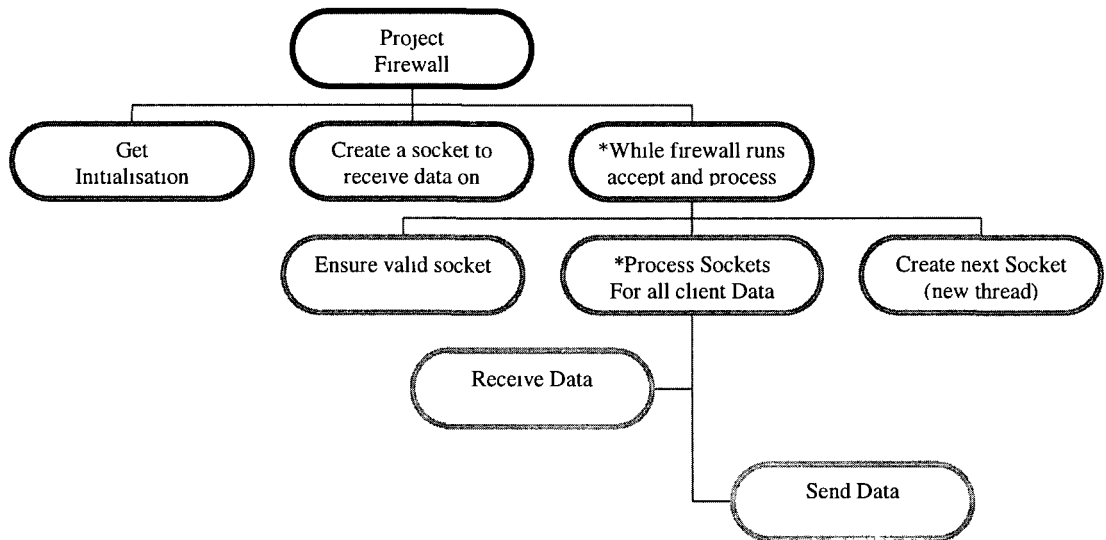 Project
Firewall
Get
Initialisation
Create a socket to
receive data on
*While firewall runs
accept and process
Ensure valid socket
*Process Sockets
For all client Data
Create next Socket
(new thread)
Receive Data
Send Data